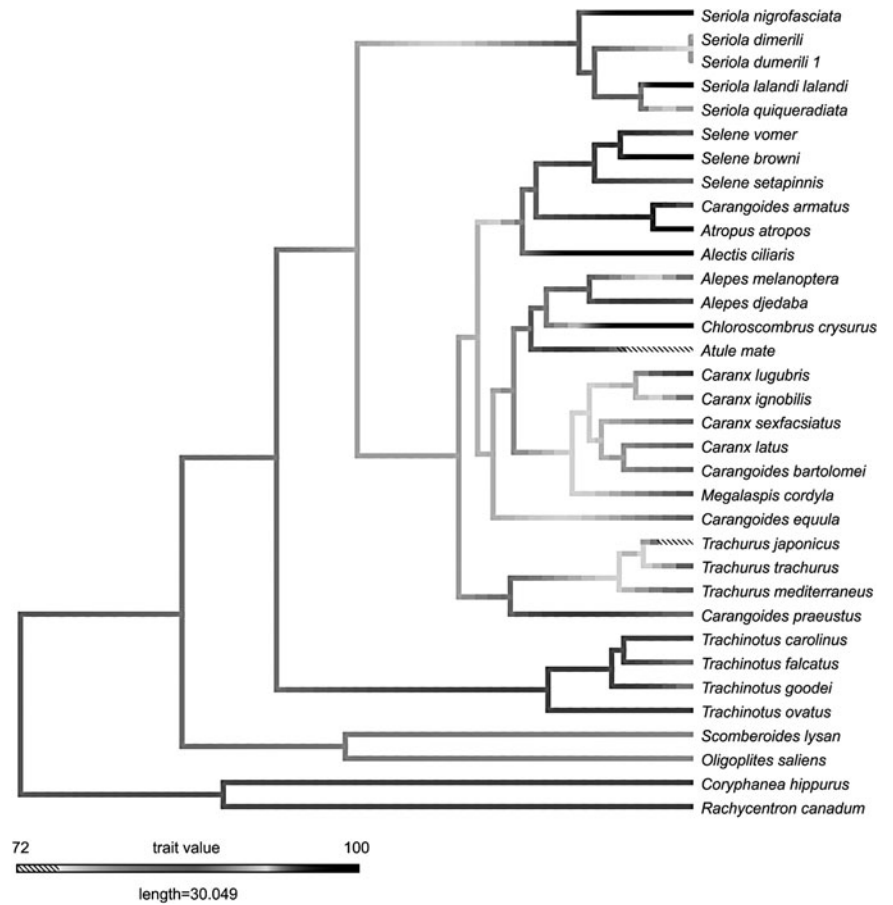 Seriola nigrofasciata
Seriola dimerili
Seriola dumerili 1
Seriola lalandi lalandi
Seriola quiqueradiata
Selene vomer
Selene browni
Selene setapinnis
Carangoides armatus
Atropus atropos
Alectis ciliaris
Alepes melanoptera
Alepes djedaba
Chloroscombrus crysurus
Atule mate
Caranx lugubris
Caranx ignobilis
Caranx sexfacsiatus
Caranx latus
Carangoides bartolomei
Megalaspis cordyla
Carangoides equula
Trachurus japonicus
Trachurus trachurus
Trachurus mediterraneus
Carangoides praeustus
Trachinotus carolinus
Trachinotus falcatus
Trachinotus goodei
Trachinotus ovatus
Scomberoides lysan
Oligoplites saliens
Coryphanea hippurus
Rachycentron canadum
72 trait value 100
length=30.049